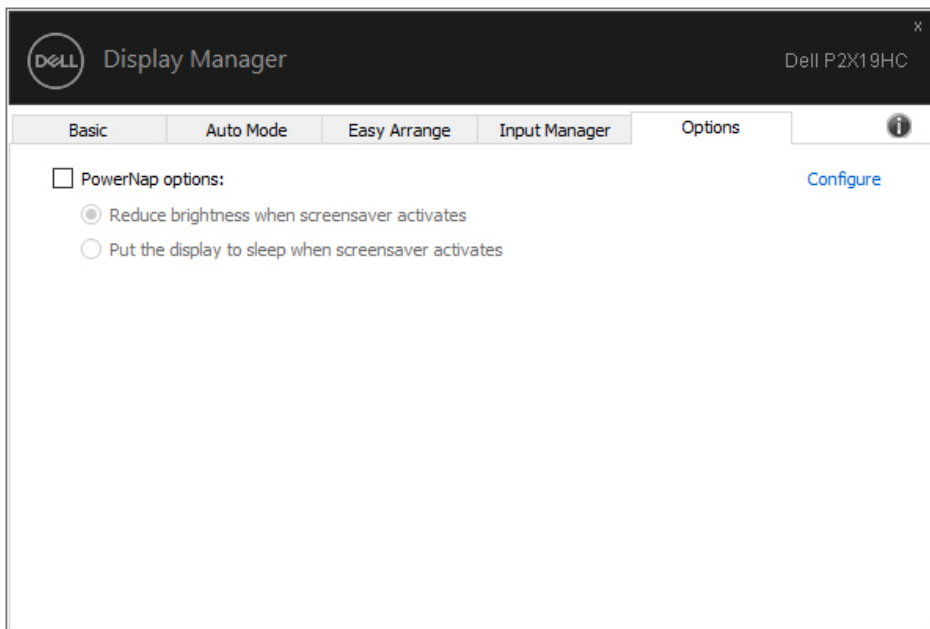 x
DELL Display Manager Dell P2X19HC
Basic Auto Mode Easy Arrange Input Manager Options i
PowerNap options: Configure
Reduce brightness when screensaver activates
Put the display to sleep when screensaver activates